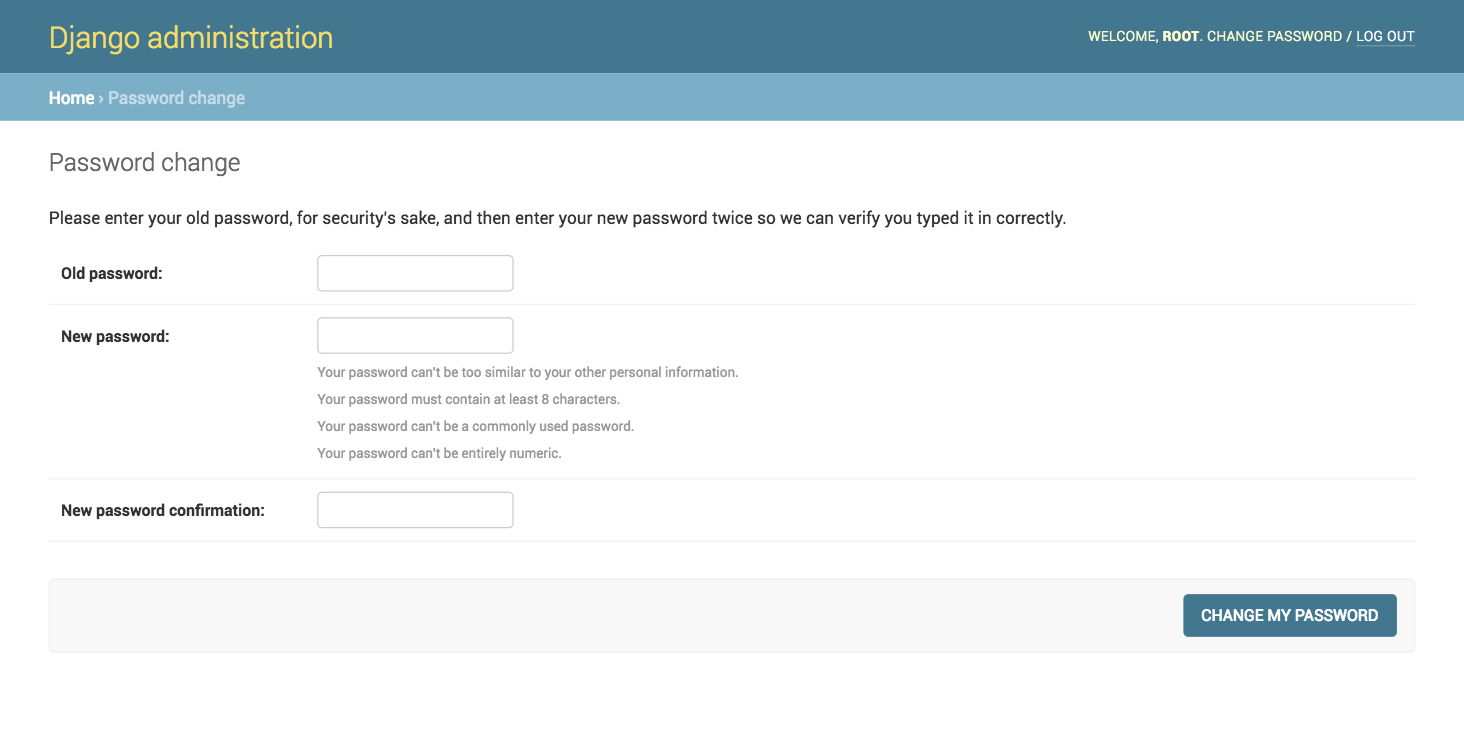 Django administration
WELCOME, ROOT. CHANGE PASSWORD / LOG OUT
Home › Password change
Password change
Please enter your old password, for security's sake, and then enter your new password twice so we can verify you typed it in correctly.
Old password:
New password:
Your password can't be too similar to your other personal information.
Your password must contain at least 8 characters.
Your password can't be a commonly used password.
Your password can't be entirely numeric.
New password confirmation:
CHANGE MY PASSWORD